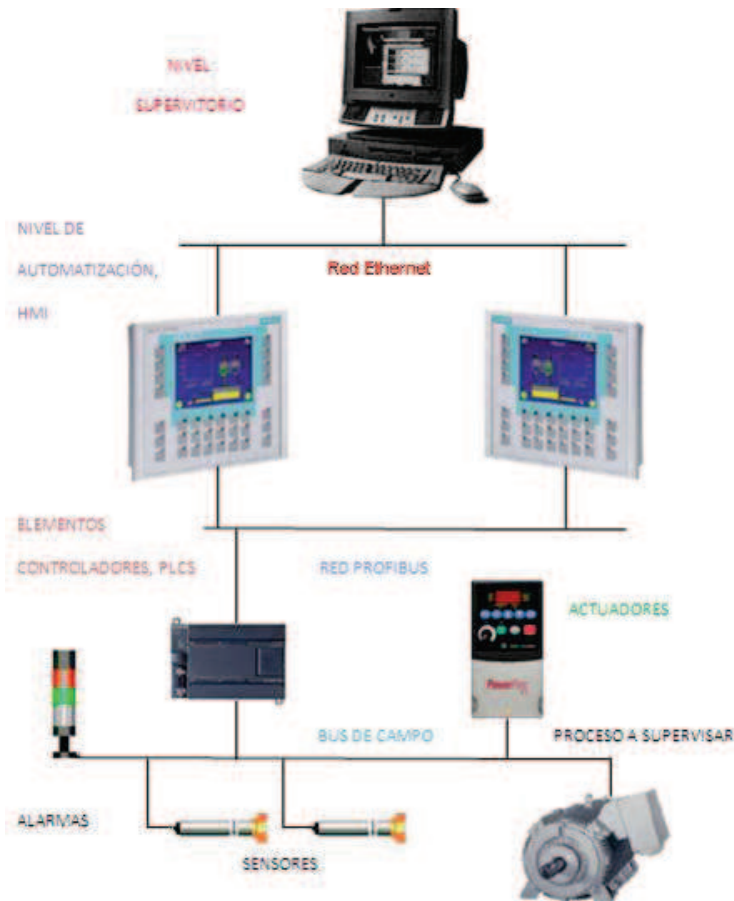 NIVEL
SUPERVITORIO
NIVEL DE
AUTOMATIZACIÓN,
HMI
Red Ethernet
ELEMENTOS
CONTROLADORES, PLCS
RED PROFIBUS
ACTUADORES
BUS DE CAMPO
PROCESO A SUPERVISAR
ALARMAS
SENSORES